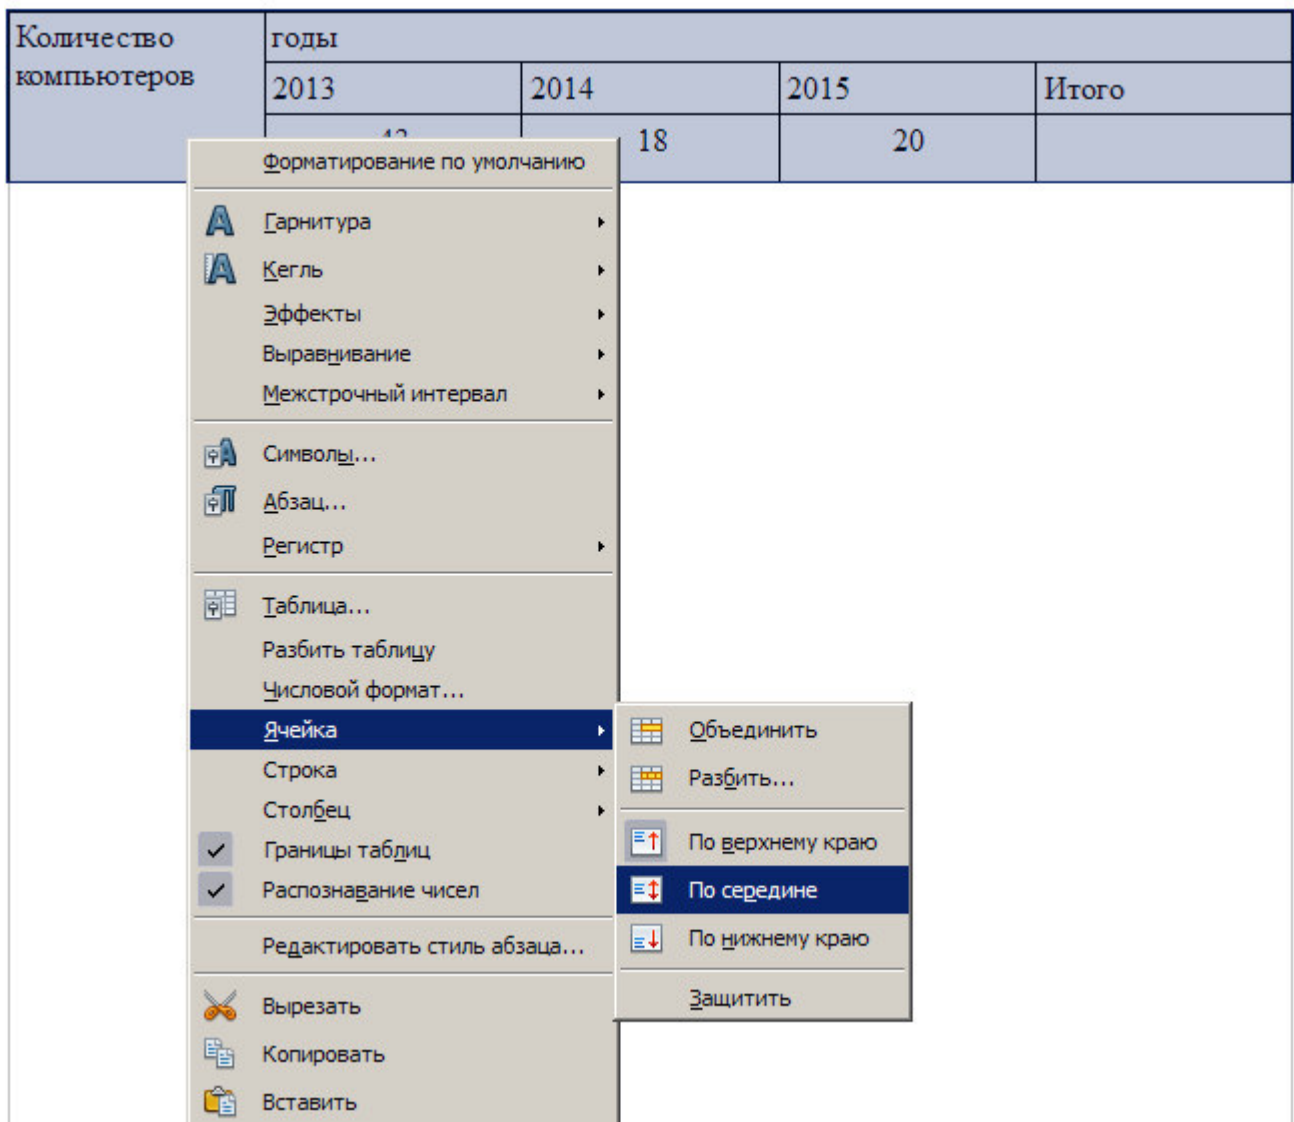 Количество годы
компьютеров 2013 2014 2015 Итого
18 20
Форматирование по умолчанию
Гарнитура
Кегль
Эффекты
Выравнивание
Межстрочный интервал
Символы...
Абзац...
Регистр
Таблица...
Разбить таблицу
Числовой формат...
Ячейка
Строка
Столбец
Границы таблиц
Распознавание чисел
Редактировать стиль абзаца...
Вырезать
Копировать
Вставить
Объединить
Разбить...
По верхнему краю
По середине
По нижнему краю
Защитить